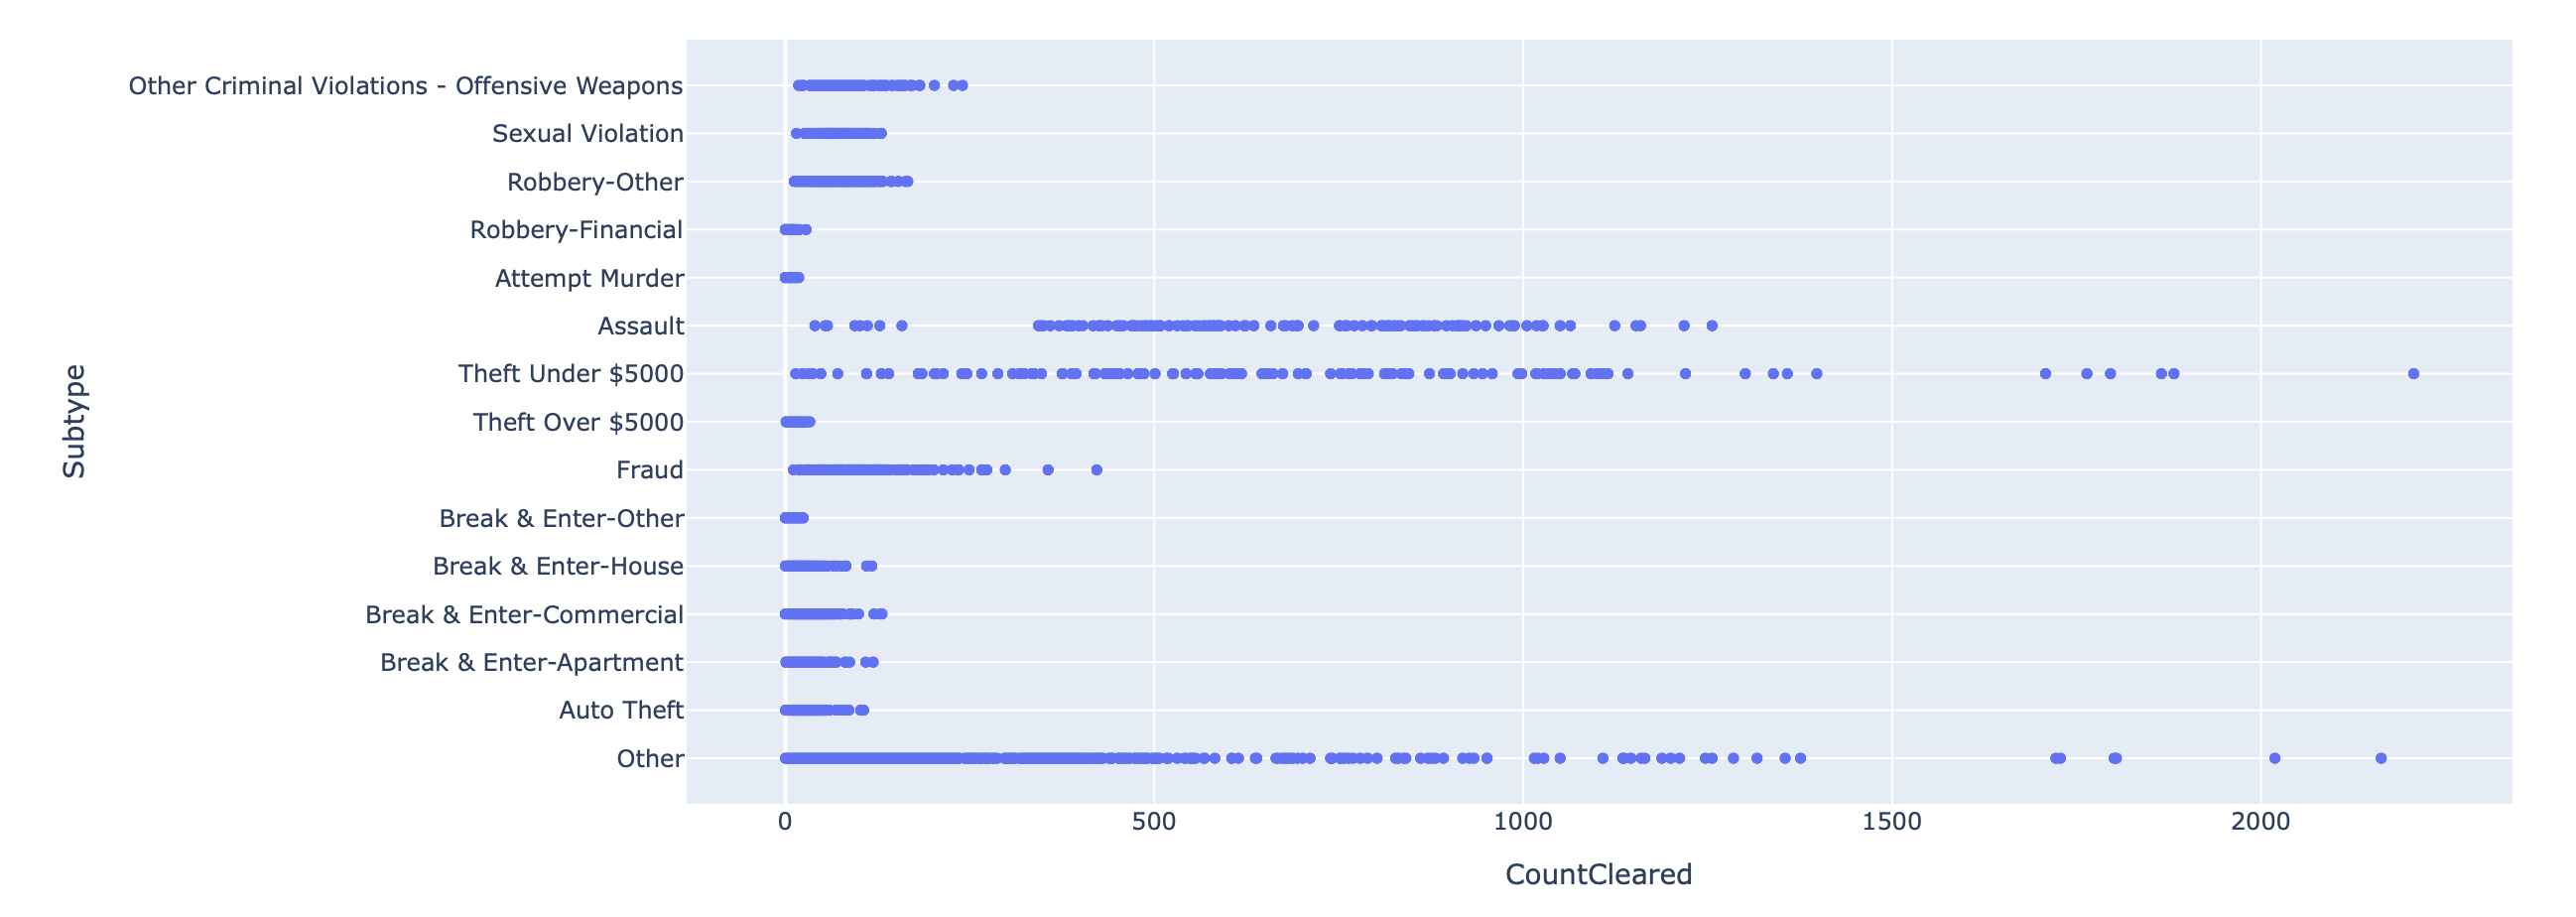 Other Criminal Violations - Offensive Weapons
Sexual Violation
Robbery-Other
Robbery-Financial
Attempt Murder
Assault
Theft Under $5000
Theft Over $5000
Fraud
Break & Enter-Other
Break & Enter-House
Break & Enter-Commercial
Break & Enter-Apartment
Auto Theft
Other
Subtype
0 500 1000 1500 2000
CountCleared